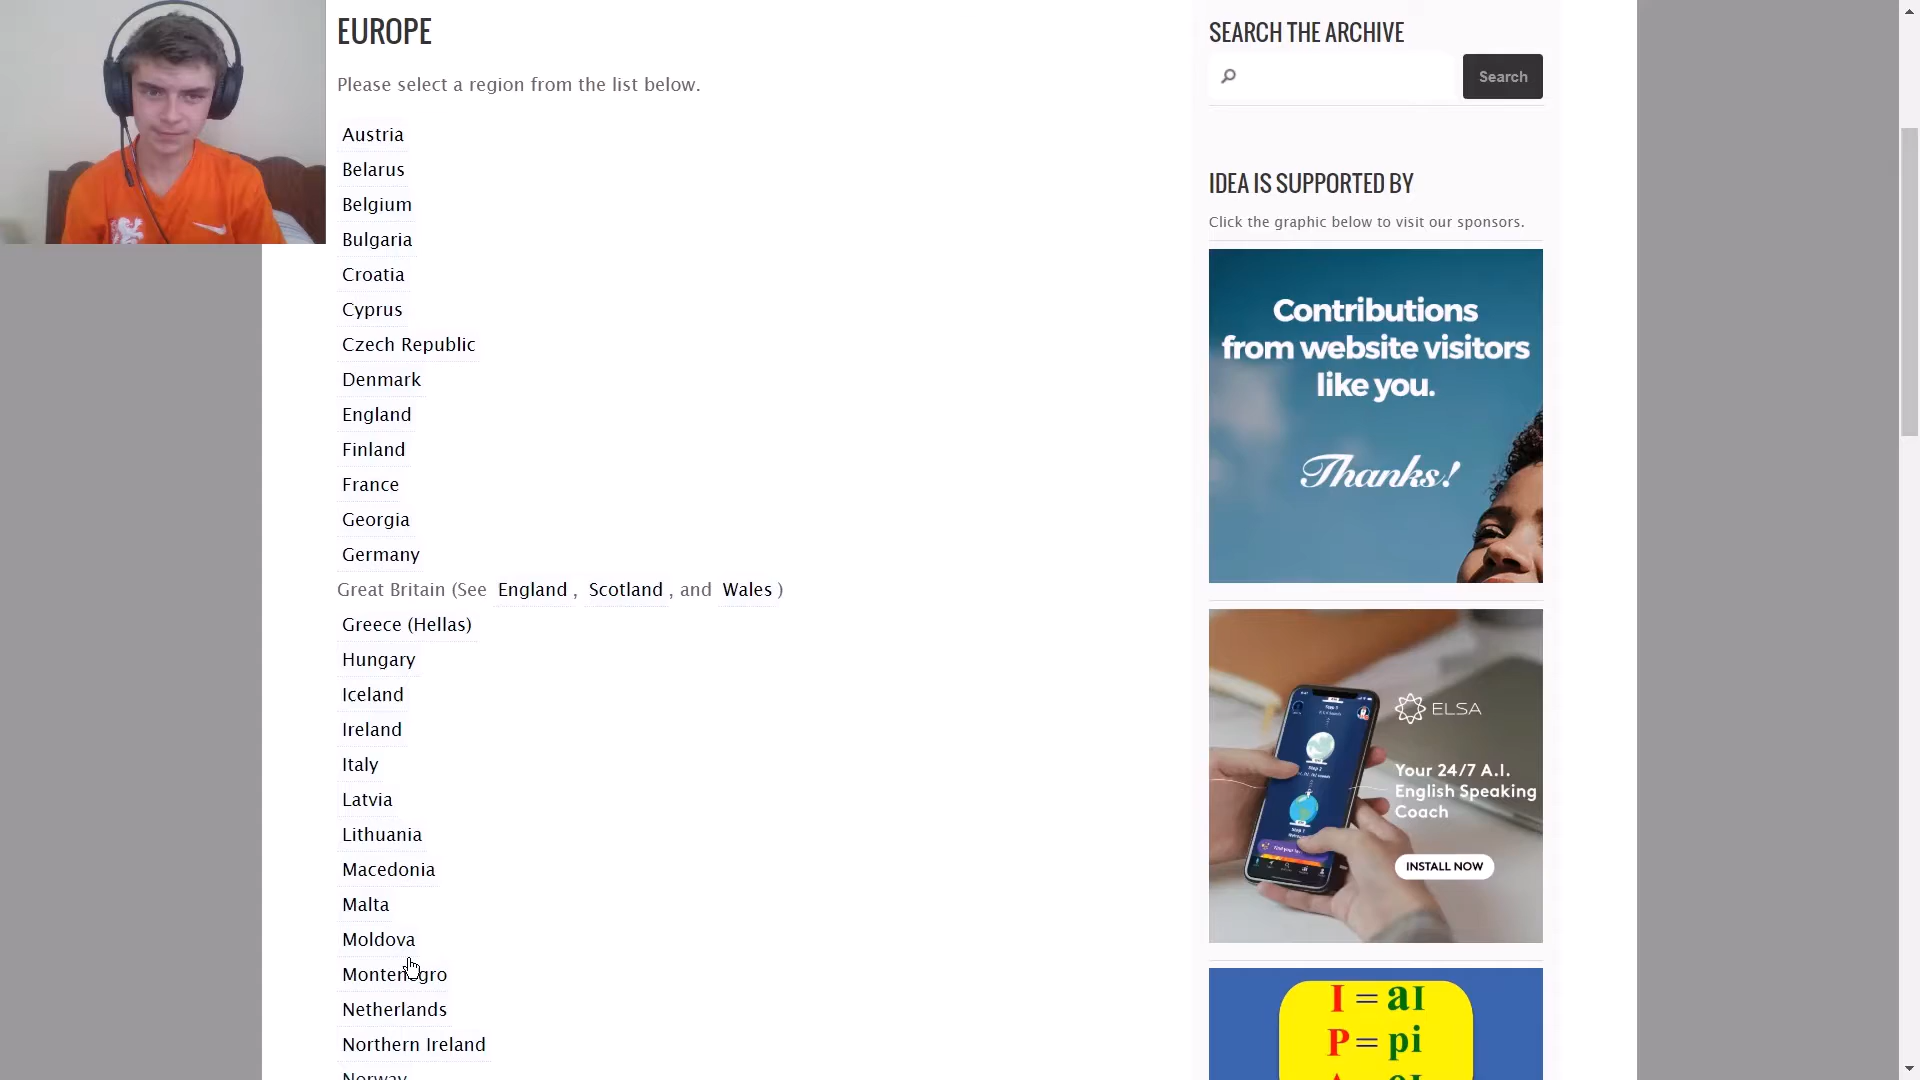 EUROPE
Please select a region from the list below.
Austria
Belarus
Belgium
Bulgaria
Croatia
Cyprus
Czech Republic
Denmark
England
Finland
France
Georgia
Germany
Great Britain (See England , Scotland , and Wales )
Greece (Hellas)
Hungary
Iceland
Ireland
Italy
Latvia
Lithuania
Macedonia
Malta
Moldova
Montenegro
Netherlands
Northern Ireland
Norway
SEARCH THE ARCHIVE
Search
IDEA IS SUPPORTED BY
Click the graphic below to visit our sponsors.
Contributions
from website visitors
like you.
Thanks!
ELSA
Your 24/7 A.I.
English Speaking
Coach
INSTALL NOW
I = aI
P = pi